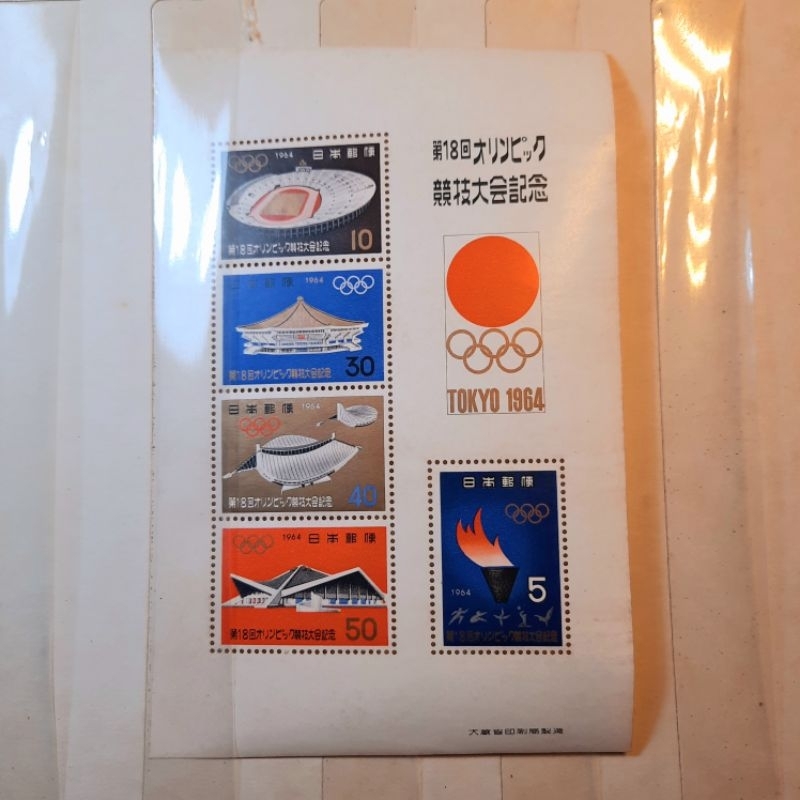 第18回オリンピック
競技大会記念
TOKYO 1964
1964 日本郵便
第18回オリンピック競技大会記念
10
日本郵便 1964
30
第18回オリンピック競技大会記念
日本郵便 1964
第18回オリンピック競技大会記念 40
1964 日本郵便
第18回オリンピック競技大会記念 50
日本郵便
1964 5
第18回オリンピック競技大会記念
大蔵省印刷局製造